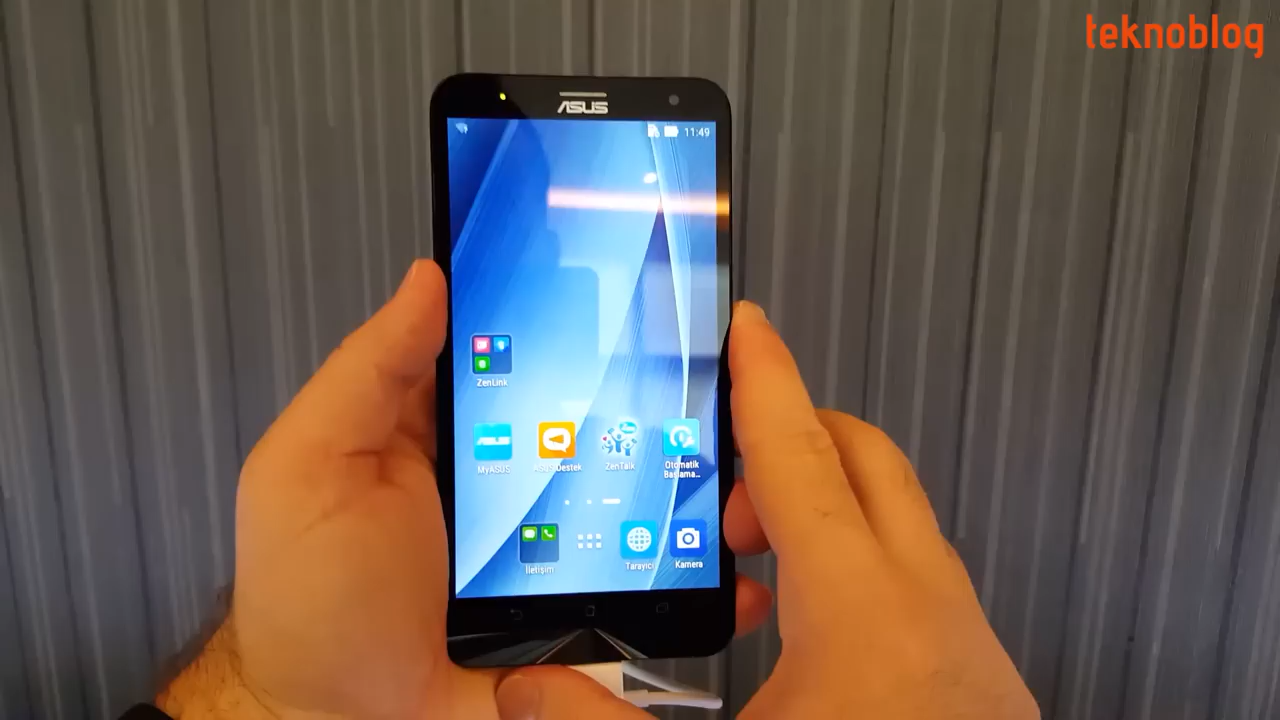 teknoblog
ASUS
11:49
ZenLink
MyASUS
ASUS Destek
ZenTalk
Otomatik
Başlama...
İletişim
Tarayıcı
Kamera